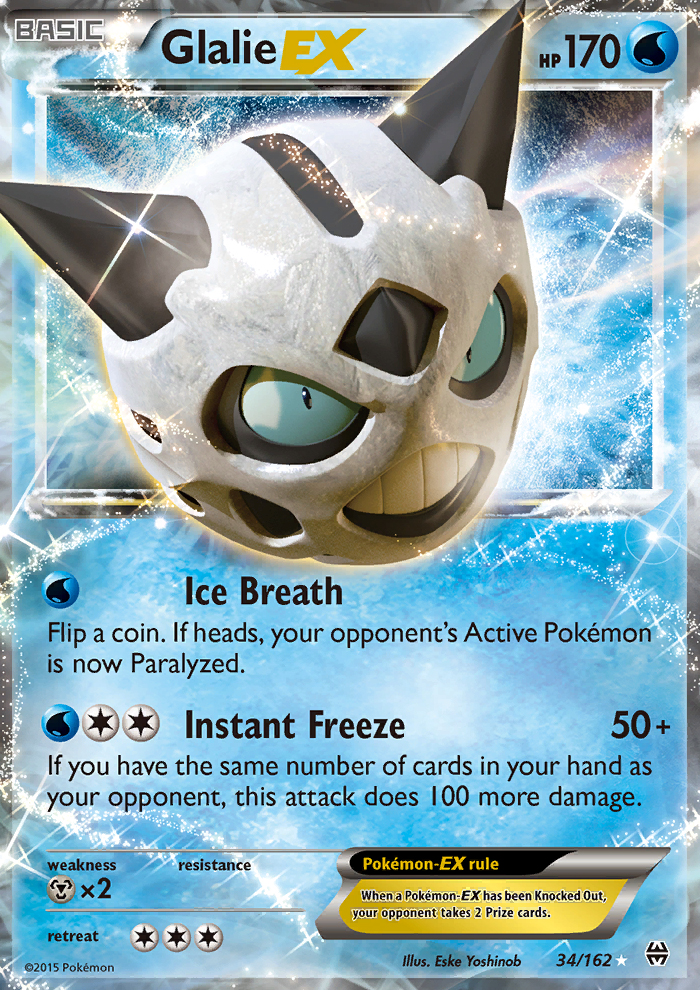 BASIC
Glalie EX
HP 170
Ice Breath
Flip a coin. If heads, your opponent's Active Pokémon
is now Paralyzed.
Instant Freeze 50+
If you have the same number of cards in your hand as
your opponent, this attack does 100 more damage.
weakness resistance
×2
retreat
Pokémon-EX rule
When a Pokémon-EX has been Knocked Out,
your opponent takes 2 Prize cards.
©2015 Pokémon
Illus. Eske Yoshinob
34/162